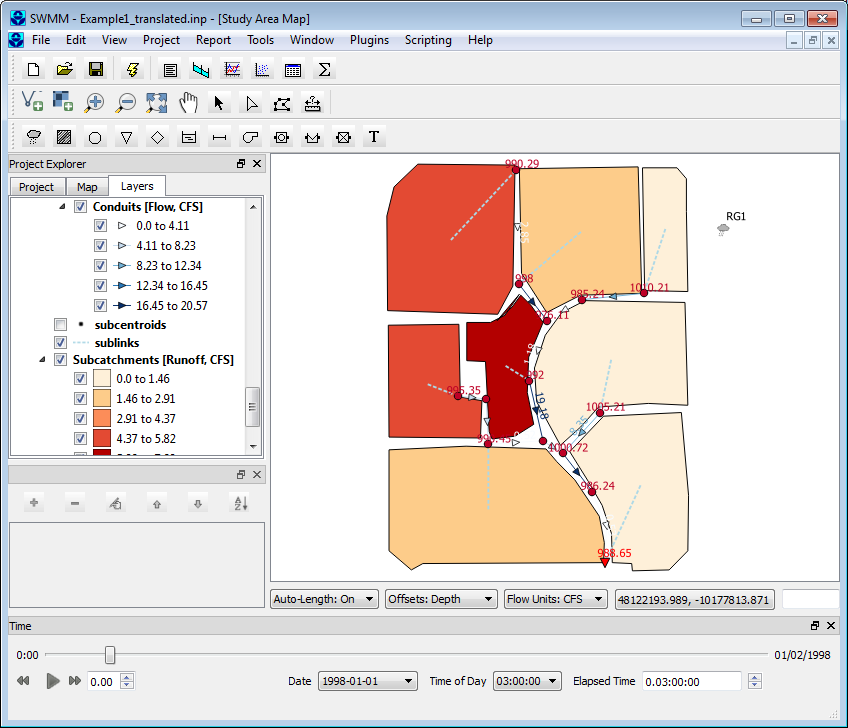 SWMM - Example1_translated.inp - [Study Area Map]
File Edit View Project Report Tools Window Plugins Scripting Help
T
Project Explorer
Project Map Layers
Conduits [Flow, CFS]
0.0 to 4.11
4.11 to 8.23
8.23 to 12.34
12.34 to 16.45
16.45 to 20.57
subcentroids
sublinks
Subcatchments [Runoff, CFS]
0.0 to 1.46
1.46 to 2.91
2.91 to 4.37
4.37 to 5.82
990.29
RG1
2.85
998
1010.21
985.24
976.11
1.18
992
995.35
19.18
1005.21
8.35
1000.72
986.24
988.65
Auto-Length: On Offsets: Depth Flow Units: CFS 48122193.989, -10177813.871
Time
0:00 01/02/1998
0.00 Date 1998-01-01 Time of Day 03:00:00 Elapsed Time 0.03:00:00